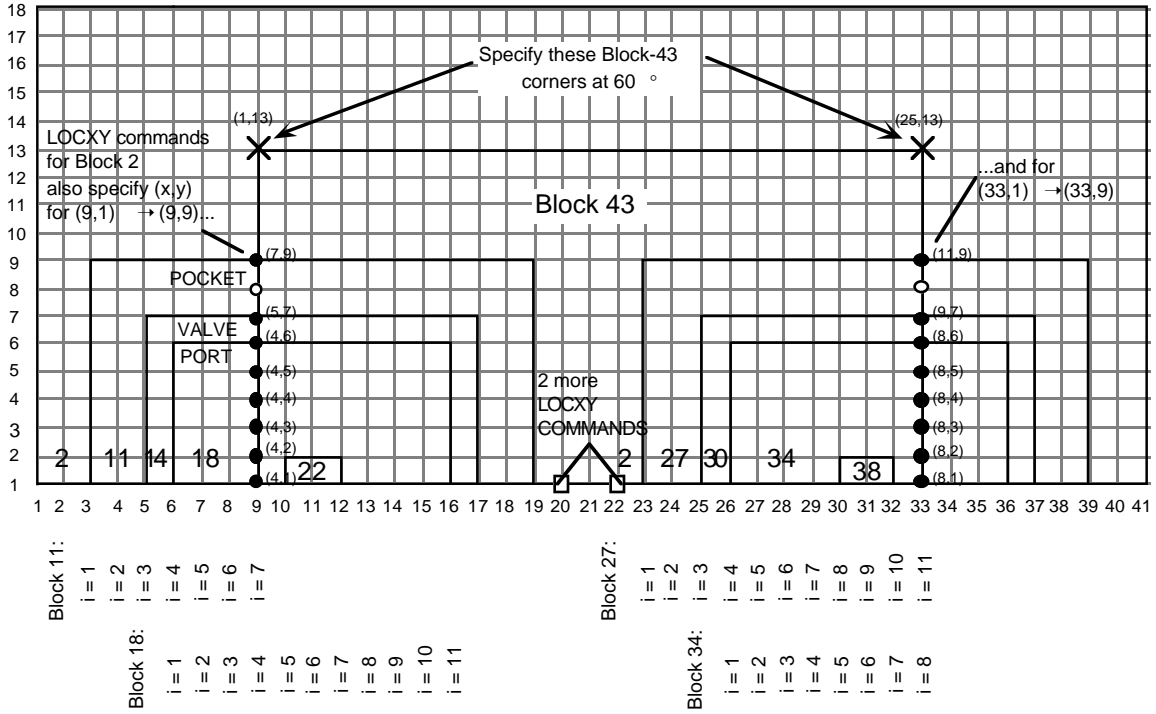 18
17
16
15
14
13
12
11
10
9
8
7
6
5
4
3
2
1
Specify these Block-43
corners at 60 °
(1,13)
(25,13)
LOCXY commands
for Block 2
also specify (x,y)
for (9,1) → (9,9)...
...and for
(33,1) → (33,9)
Block 43
(7,9)
POCKET
(5,7)
VALVE
PORT
(4,6)
(4,5)
(4,4)
(4,3)
(4,2)
(4,1)
(11,9)
(9,7)
(8,6)
(8,5)
(8,4)
(8,3)
(8,2)
(8,1)
2 more
LOCXY
COMMANDS
2 11 14 18 22 2 27 30 34 38
1 2 3 4 5 6 7 8 9 10 11 12 13 14 15 16 17 18 19 20 21 22 23 24 25 26 27 28 29 30 31 32 33 34 35 36 37 38 39 40 41
Block 11:
i = 1
i = 2
i = 3
i = 4
i = 5
i = 6
i = 7
Block 27:
i = 1
i = 2
i = 3
i = 4
i = 5
i = 6
i = 7
i = 8
i = 9
i = 10
i = 11
Block 18:
i = 1
i = 2
i = 3
i = 4
i = 5
i = 6
i = 7
i = 8
i = 9
i = 10
i = 11
Block 34:
i = 1
i = 2
i = 3
i = 4
i = 5
i = 6
i = 7
i = 8